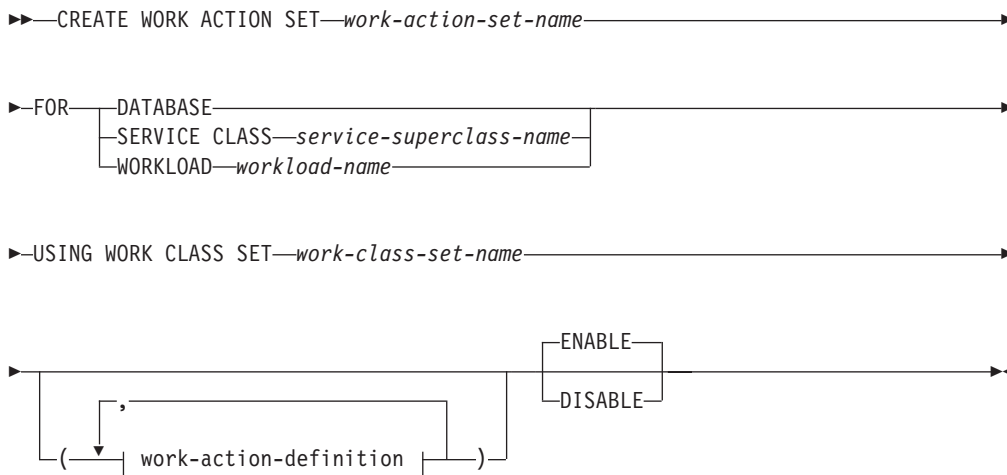 CREATE WORK ACTION SET work-action-set-name
FOR DATABASE
SERVICE CLASS service-superclass-name
WORKLOAD workload-name
USING WORK CLASS SET work-class-set-name
ENABLE
DISABLE
,
( work-action-definition )